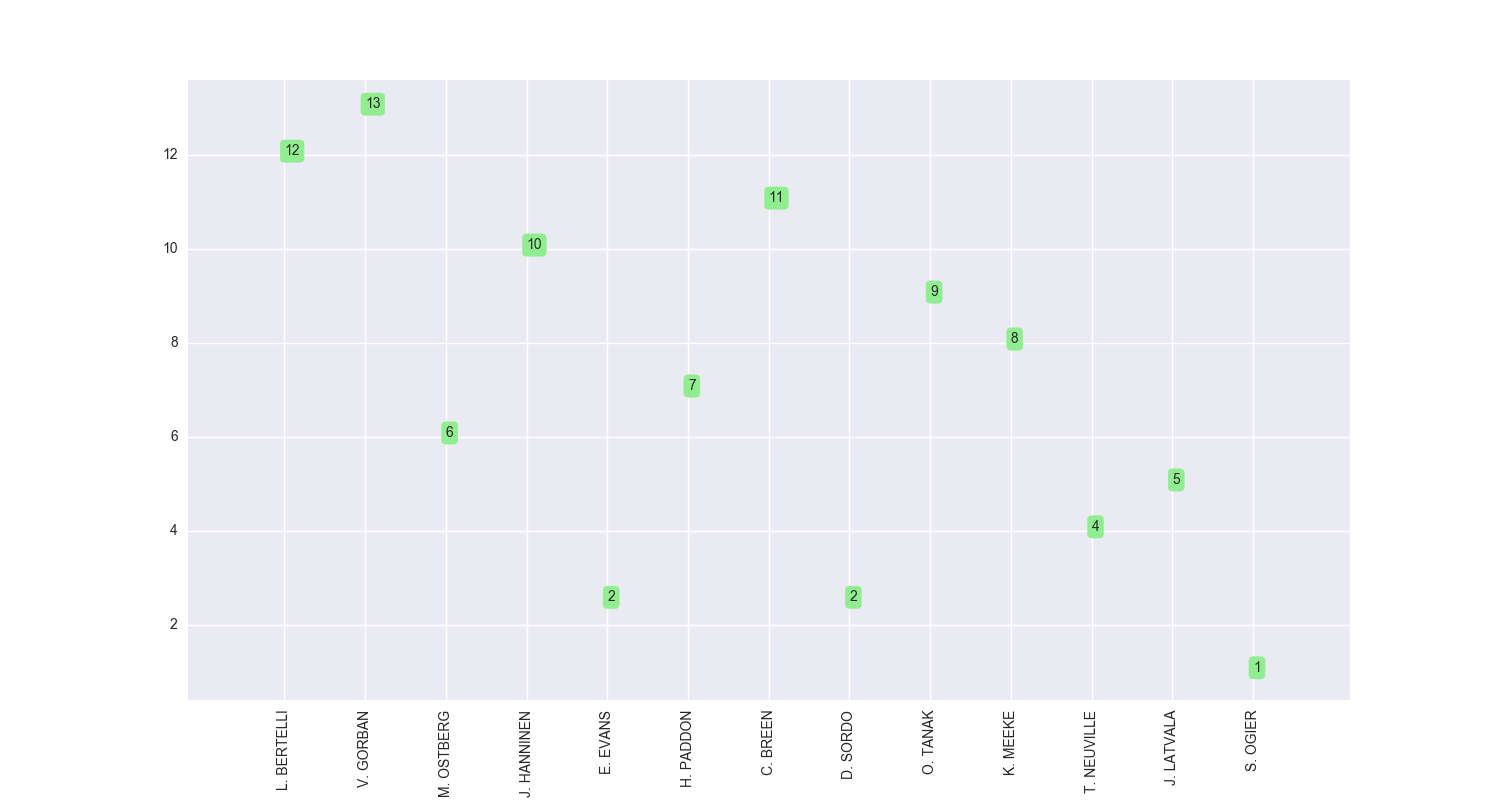 13
12
12
11
10
10
9
8
8
7
6
6
5
4
4
2
2
2
1
L. BERTELLI
V. GORBAN
M. OSTBERG
J. HANNINEN
E. EVANS
H. PADDON
C. BREEN
D. SORDO
O. TANAK
K. MEEKE
T. NEUVILLE
J. LATVALA
S. OGIER